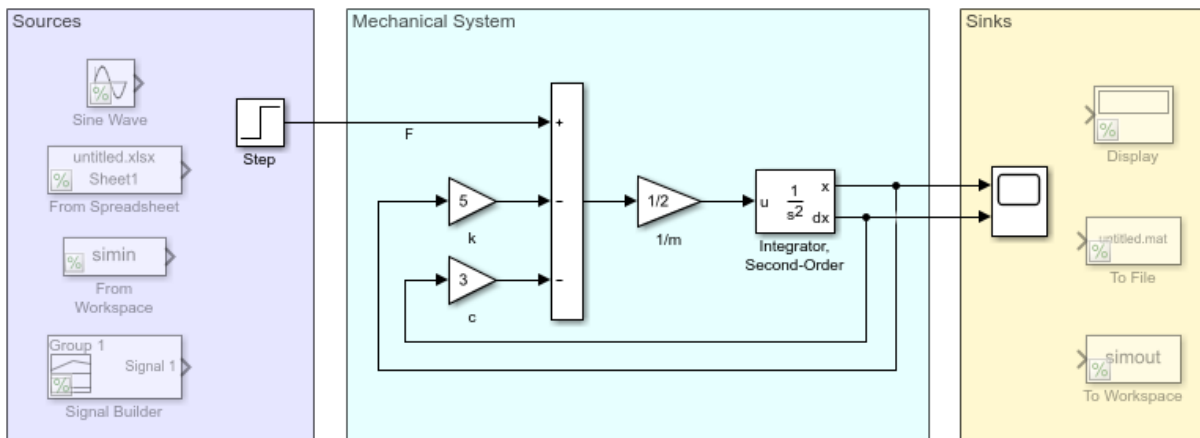 Sources
Sine Wave
untitled.xlsx
Sheet1
From Spreadsheet
simin
From
Workspace
Group 1
Signal 1
Signal Builder
Step
Mechanical System
F
+
-
-
5
k
3
c
1/2
1/m
u
1
s2
x
dx
Integrator,
Second-Order
Sinks
Display
untitled.mat
To File
simout
To Workspace
%
%
%
%
%
%
%